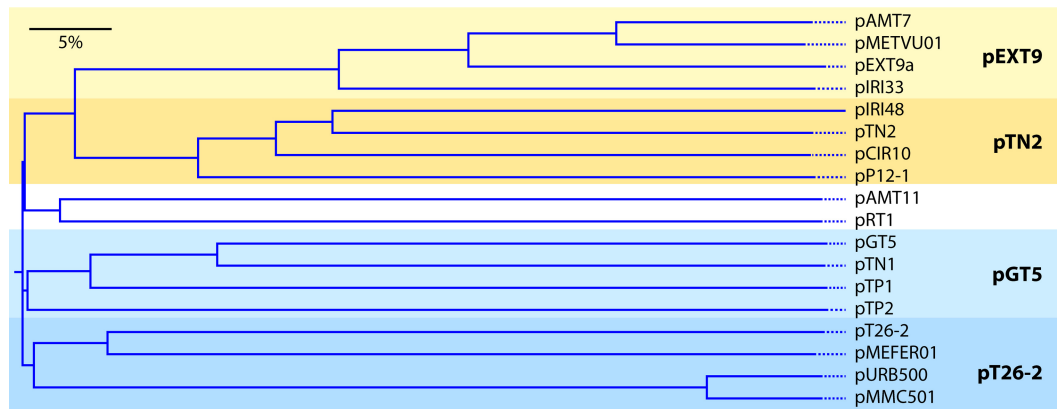 5%
pAMT7
pMETVU01
pEXT9a
pIRI33
pEXT9
pIRI48
pTN2
pCIR10
pP12-1
pTN2
pAMT11
pRT1
pGT5
pTN1
pTP1
pTP2
pGT5
pT26-2
pMEFER01
pURB500
pMMC501
pT26-2